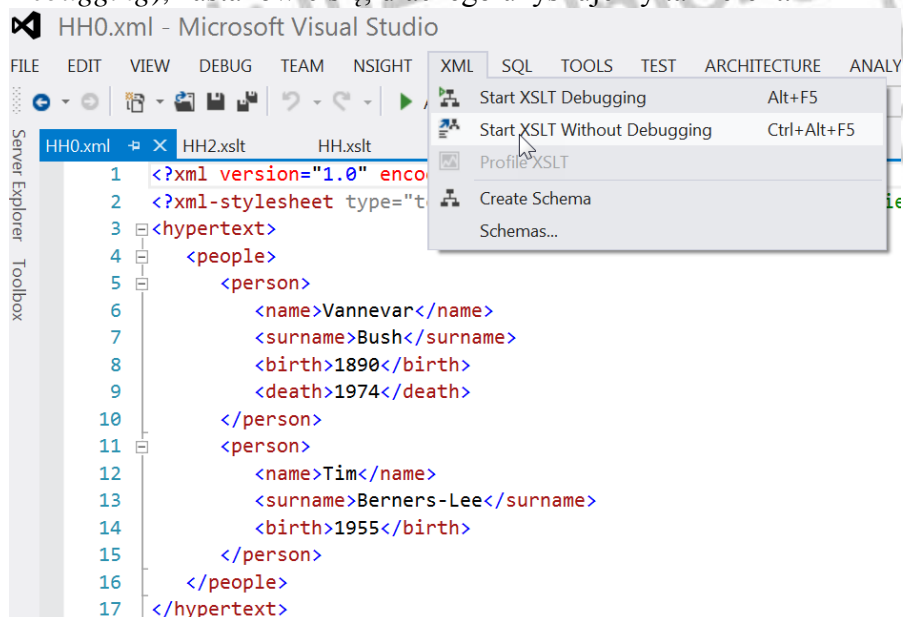 HH0.xml - Microsoft Visual Studio
FILE EDIT VIEW DEBUG TEAM NSIGHT XML SQL TOOLS TEST ARCHITECTURE ANALY
Start XSLT Debugging Alt+F5
Start XSLT Without Debugging Ctrl+Alt+F5
Profile XSLT
Create Schema
Schemas...
Server Explorer
Toolbox
HH0.xml HH2.xslt HH.xslt
1 <?xml version="1.0" enco
2 <?xml-stylesheet type="t
3 <hypertext>
4 <people>
5 <person>
6 <name>Vannevar</name>
7 <surname>Bush</surname>
8 <birth>1890</birth>
9 <death>1974</death>
10 </person>
11 <person>
12 <name>Tim</name>
13 <surname>Berners-Lee</surname>
14 <birth>1955</birth>
15 </person>
16 </people>
17 </hypertext>